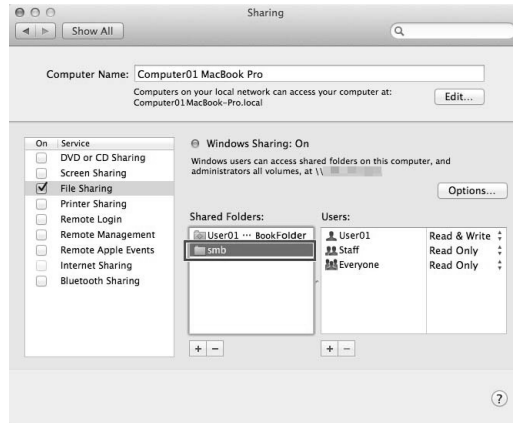 Sharing
Show All
Computer Name: Computer01 MacBook Pro
Computers on your local network can access your computer at:
Computer01MacBook-Pro.local
Edit...
On Service
DVD or CD Sharing
Screen Sharing
File Sharing
Printer Sharing
Remote Login
Remote Management
Remote Apple Events
Internet Sharing
Bluetooth Sharing
Windows Sharing: On
Windows users can access shared folders on this computer, and
administrators all volumes, at \\
Options...
Shared Folders:
User01 ··· BookFolder
smb
Users:
User01 Read & Write
Staff Read Only
Everyone Read Only
+ −
+ −
?